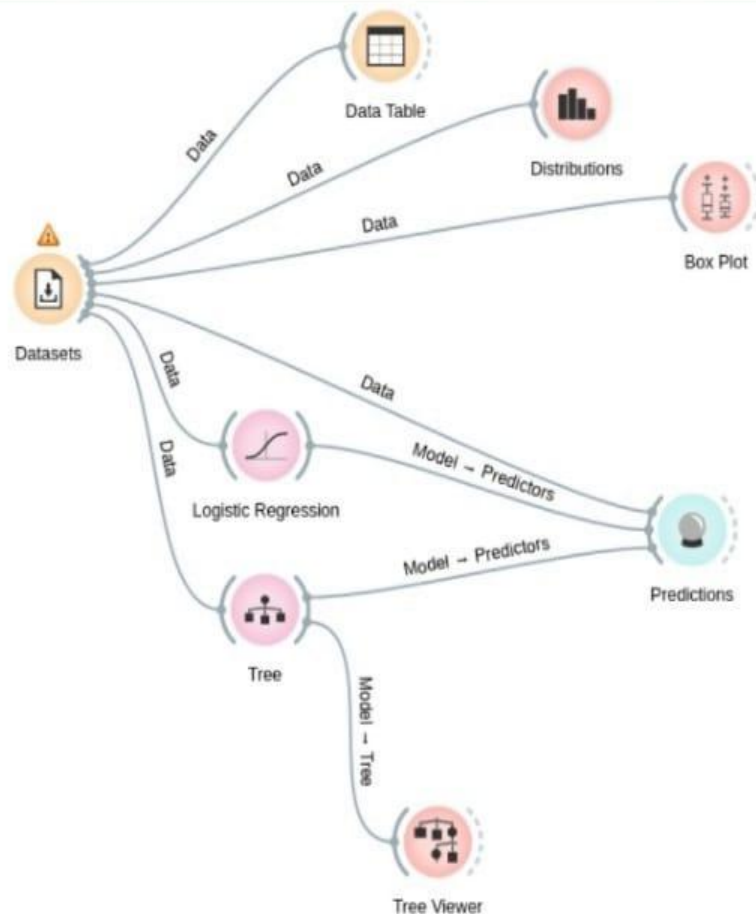 Data Table
Data
Distributions
Data
Box Plot
Data
Datasets
Data
Data
Logistic Regression
Model → Predictors
Data
Model → Predictors
Predictions
Tree
Model → Tree
Tree Viewer